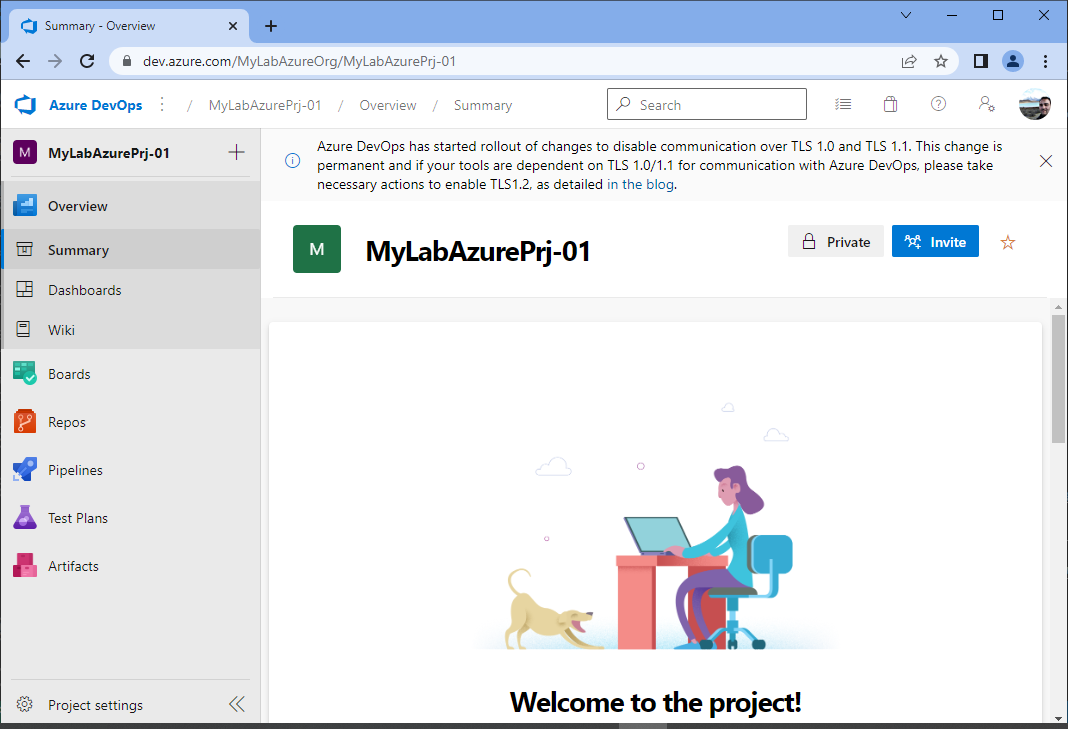 Summary - Overview
dev.azure.com/MyLabAzureOrg/MyLabAzurePrj-01
Azure DevOps / MyLabAzurePrj-01 / Overview / Summary
Search
M MyLabAzurePrj-01
Overview
Summary
Dashboards
Wiki
Boards
Repos
Pipelines
Test Plans
Artifacts
Project settings
Azure DevOps has started rollout of changes to disable communication over TLS 1.0 and TLS 1.1. This change is
permanent and if your tools are dependent on TLS 1.0/1.1 for communication with Azure DevOps, please take
necessary actions to enable TLS1.2, as detailed in the blog.
M MyLabAzurePrj-01
Private
Invite
Welcome to the project!